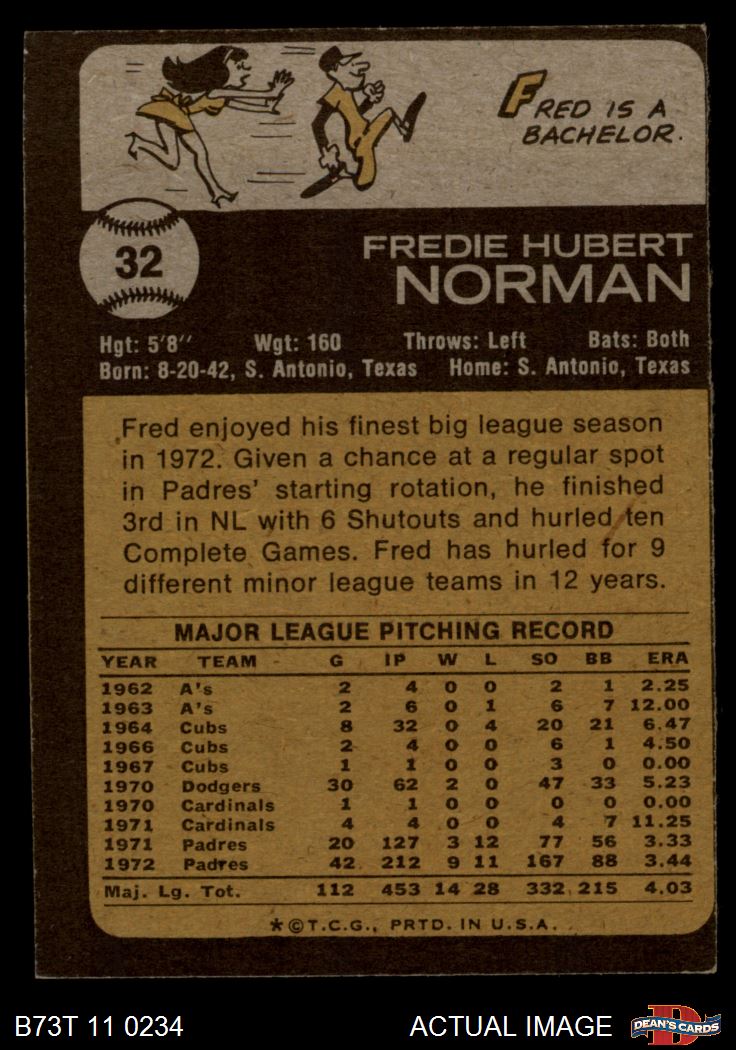 FRED IS A
BACHELOR.
32
FREDIE HUBERT
NORMAN
Hgt: 5'8" Wgt: 160 Throws: Left Bats: Both
Born: 8-20-42, S. Antonio, Texas Home: S. Antonio, Texas
Fred enjoyed his finest big league season
in 1972. Given a chance at a regular spot
in Padres' starting rotation, he finished
3rd in NL with 6 Shutouts and hurled ten
Complete Games. Fred has hurled for 9
different minor league teams in 12 years.
MAJOR LEAGUE PITCHING RECORD
YEAR TEAM G IP W L SO BB ERA
1962 A's 2 4 0 0 2 1 2.25
1963 A's 2 6 0 1 6 7 12.00
1964 Cubs 8 32 0 4 20 21 6.47
1966 Cubs 2 4 0 0 6 1 4.50
1967 Cubs 1 1 0 0 3 0 0.00
1970 Dodgers 30 62 2 0 47 33 5.23
1970 Cardinals 1 1 0 0 0 0 0.00
1971 Cardinals 4 4 0 0 4 7 11.25
1971 Padres 20 127 3 12 77 56 3.33
1972 Padres 42 212 9 11 167 88 3.44
Maj. Lg. Tot. 112 453 14 28 332 215 4.03
*©T.C.G., PRTD. IN U.S.A.
B73T 11 0234 ACTUAL IMAGE DEAN'S CARDS